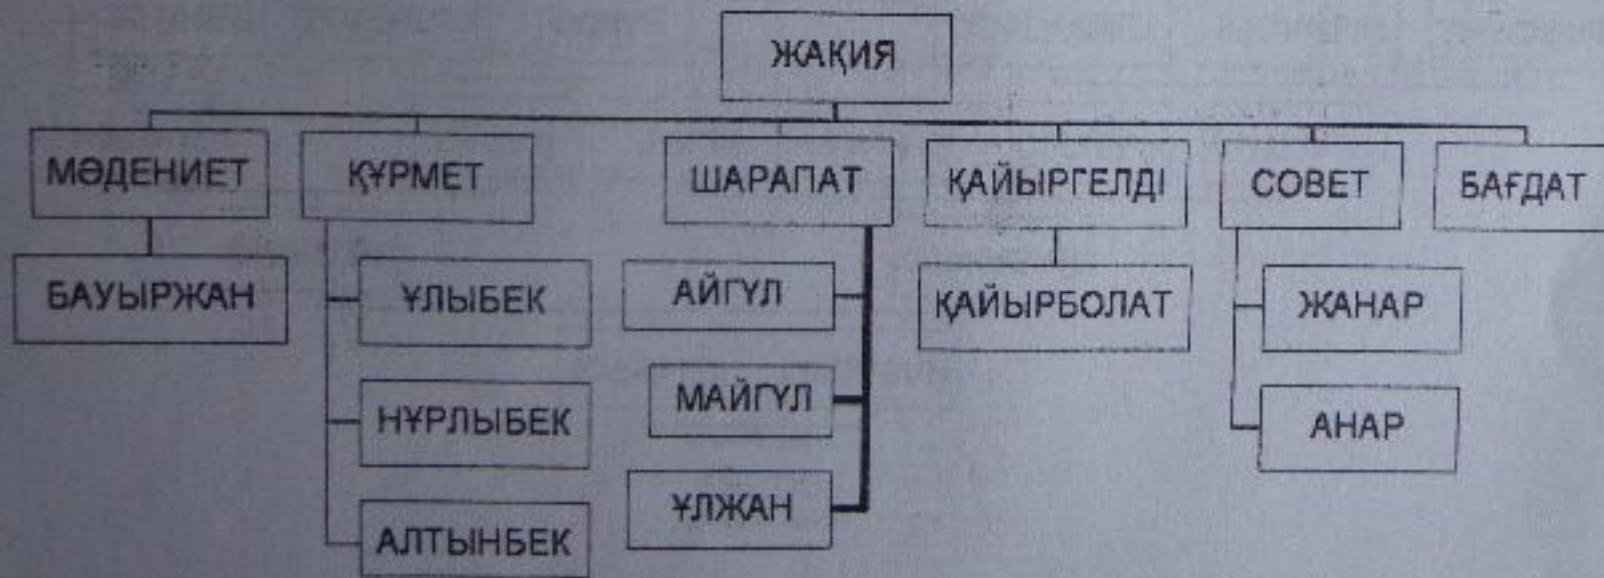 ЖАҚИЯ
МӘДЕНИЕТ
ҚҰРМЕТ
ШАРАПАТ
ҚАЙЫРГЕЛДІ
СОВЕТ
БАҒДАТ
БАУЫРЖАН
ҰЛЫБЕК
АЙГҮЛ
ҚАЙЫРБОЛАТ
ЖАНАР
НҰРЛЫБЕК
МАЙГҮЛ
АНАР
АЛТЫНБЕК
ҰЛЖАН